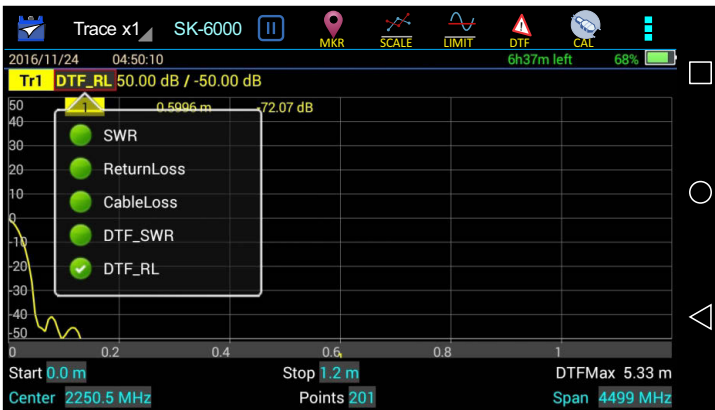 Trace x1 SK-6000 MKR SCALE LIMIT DTF CAL
2016/11/24 04:50:10 6h37m left 68%
Tr1 DTF_RL 50.00 dB / -50.00 dB
50 1 0.5996 m -72.07 dB
40
SWR
30
ReturnLoss
20
CableLoss
10
0
DTF_SWR
-10
DTF_RL
-20
-30
-40
-50
0 0.2 0.4 0.6 0.8 1
Start 0.0 m Stop 1.2 m DTFMax 5.33 m
Center 2250.5 MHz Points 201 Span 4499 MHz